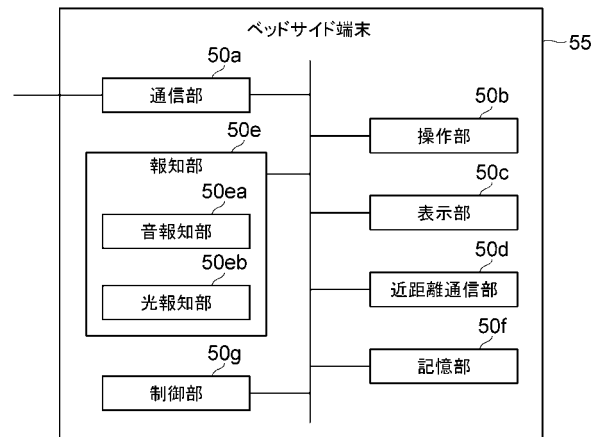 ベッドサイド端末
55
50a
通信部
50b
操作部
50e
報知部
50c
表示部
50ea
音報知部
50d
近距離通信部
50eb
光報知部
50f
記憶部
50g
制御部